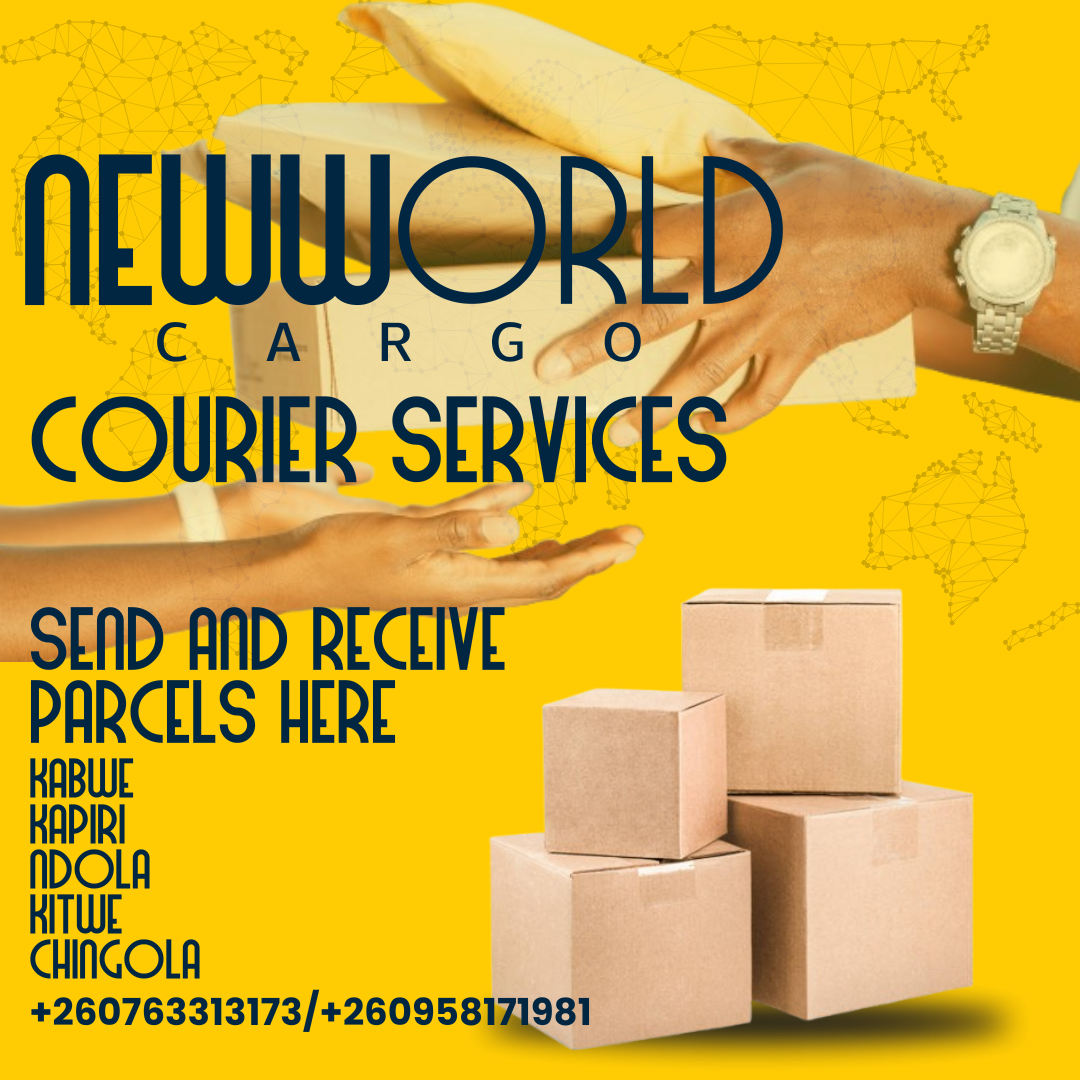 NEWWORLD
CARGO
COURIER SERVICES
SEND AND RECEIVE
PARCELS HERE
KABWE
KAPIRI
NDOLA
KITWE
CHINGOLA
+260763313173/+260958171981